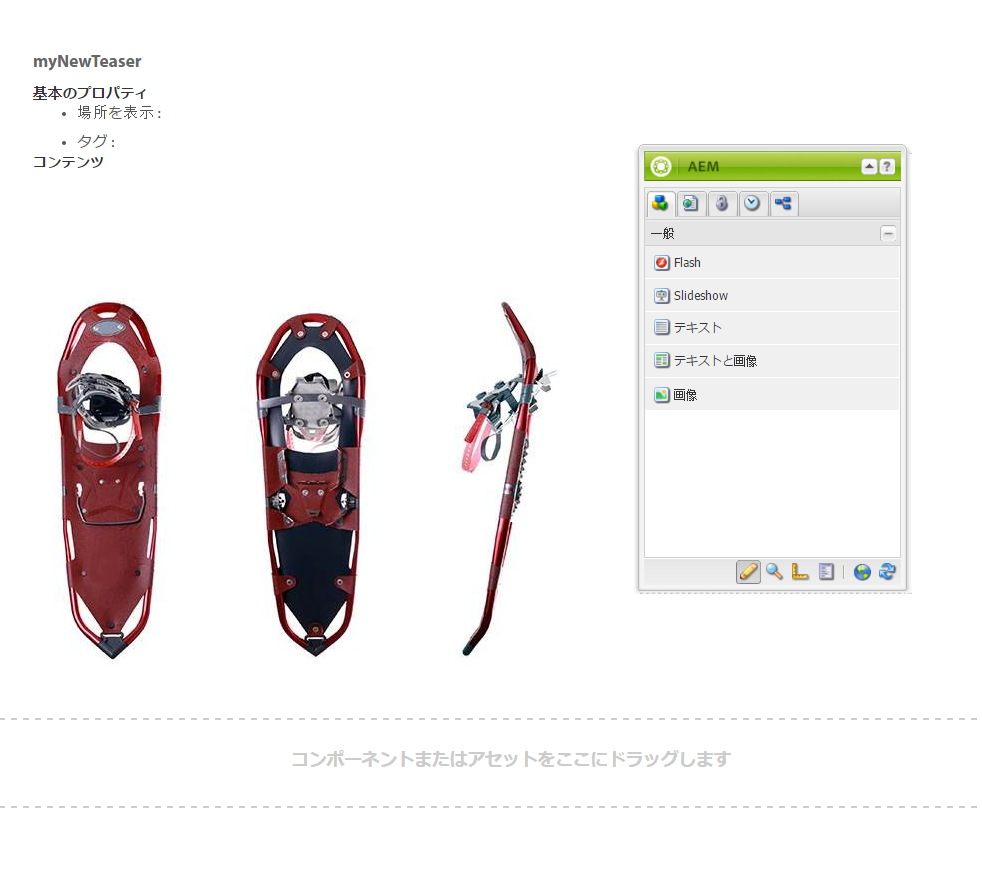 myNewTeaser
基本のプロパティ
• 場所を表示 :
• タグ :
コンテンツ
AEM
?
一般
Flash
Slideshow
テキスト
テキストと画像
画像
コンポーネントまたはアセットをここにドラッグします